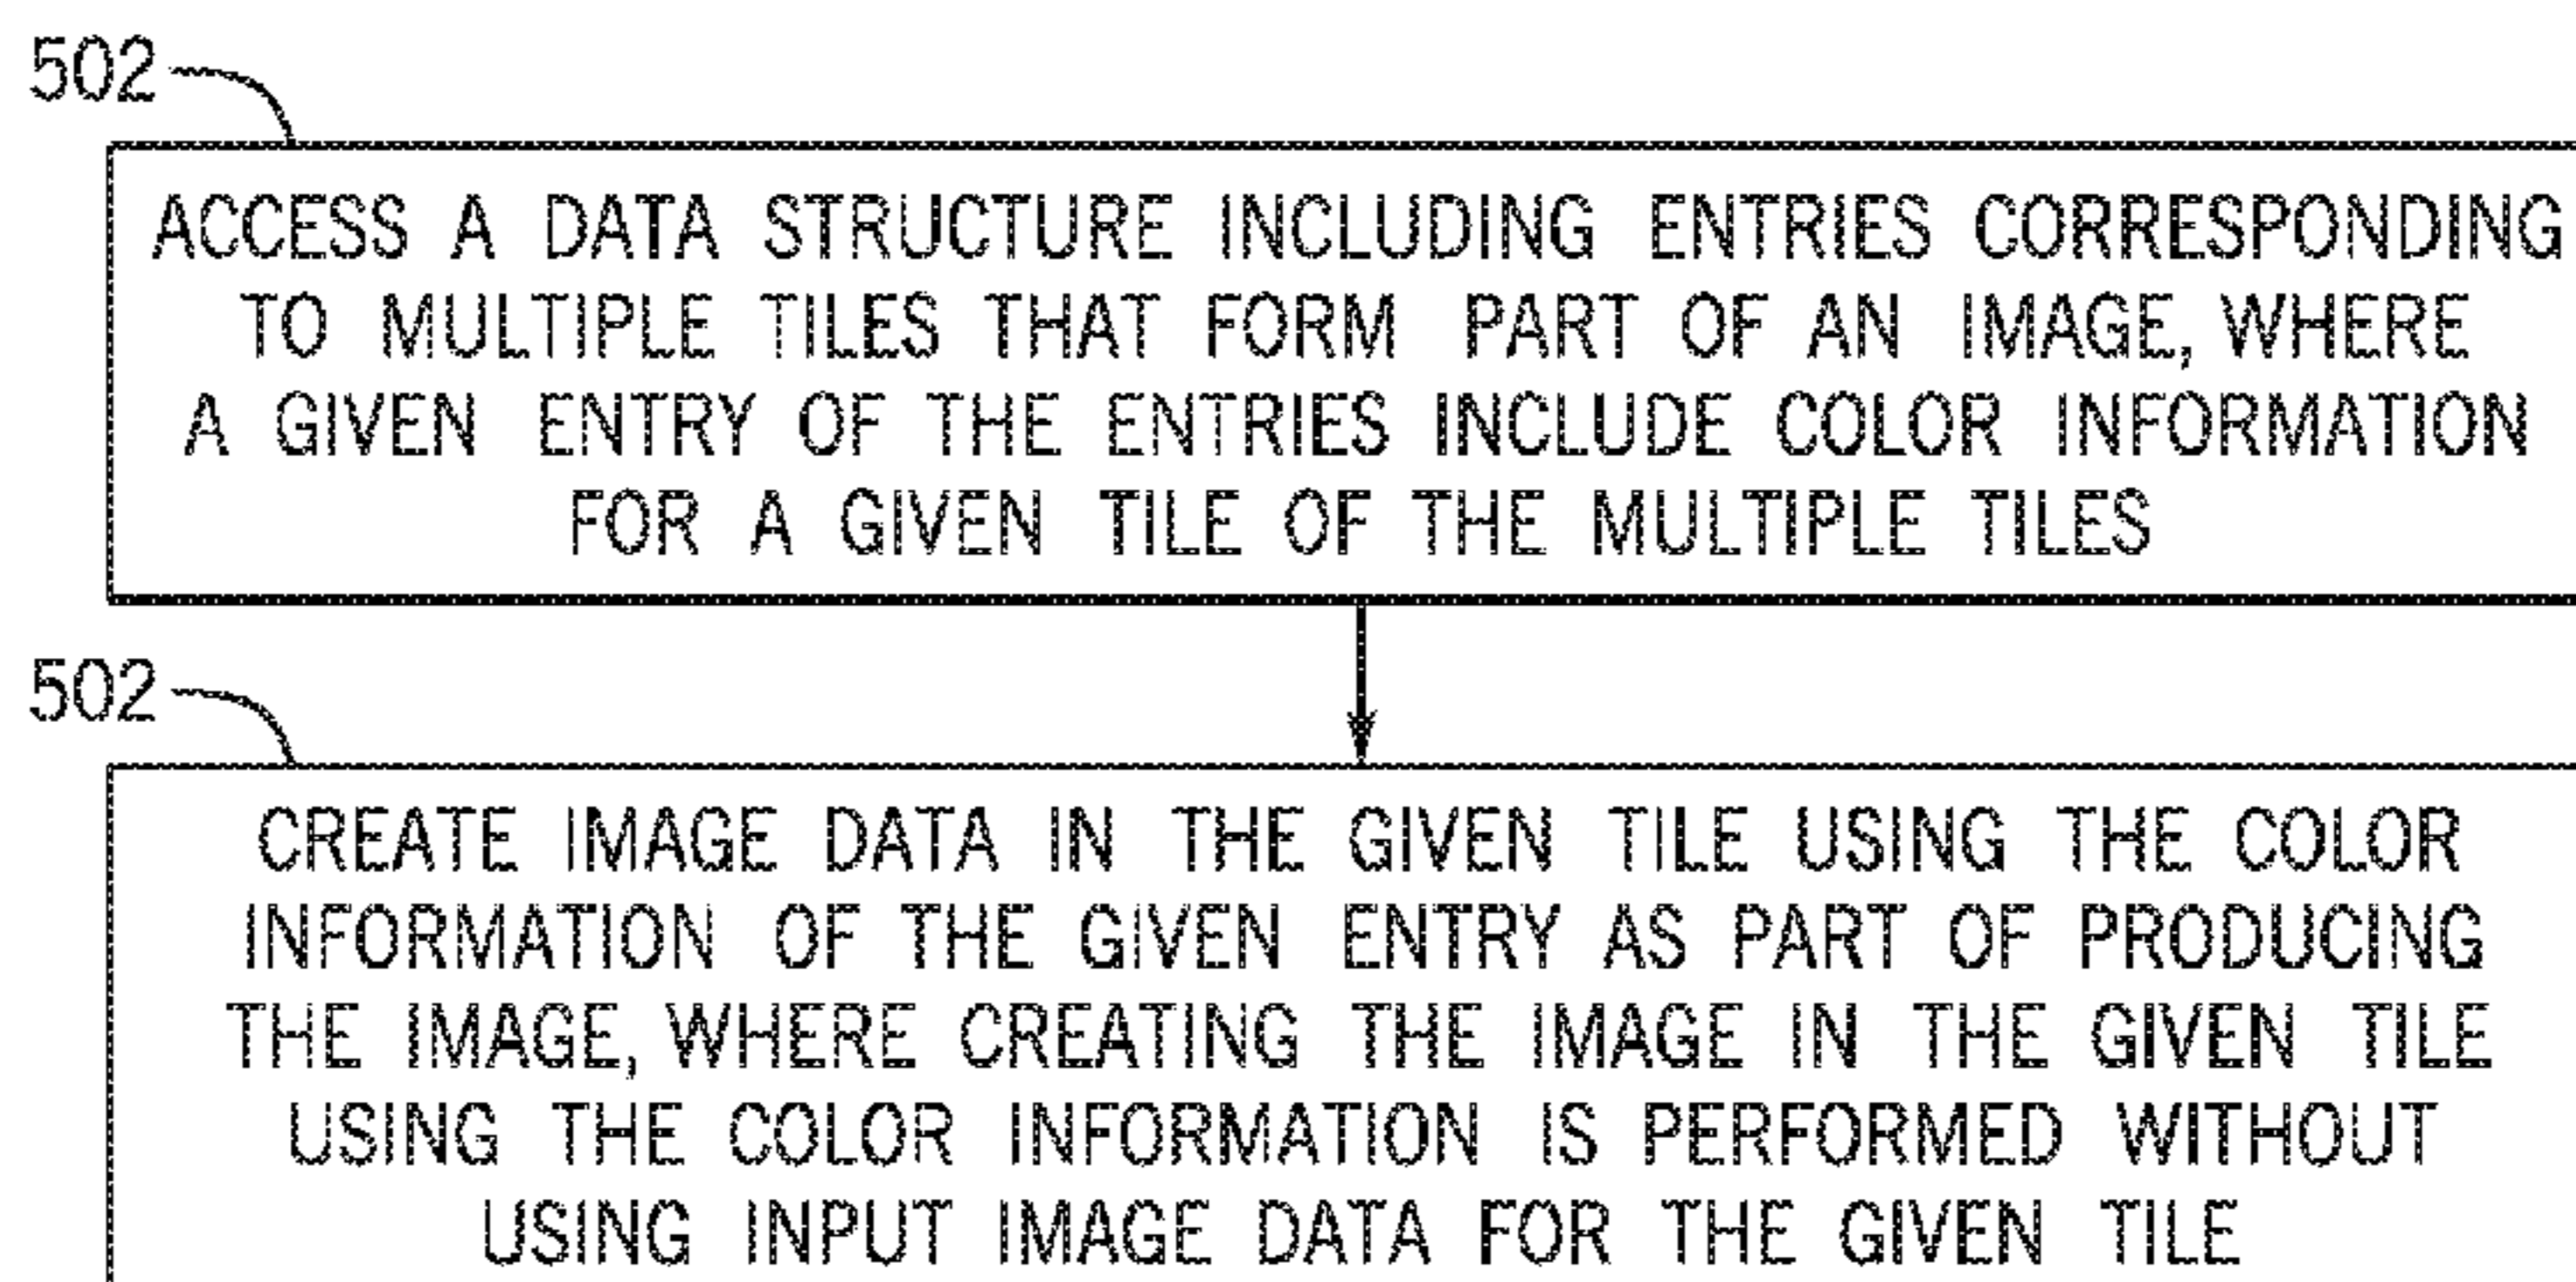 502
ACCESS A DATA STRUCTURE INCLUDING ENTRIES CORRESPONDING
TO MULTIPLE TILES THAT FORM PART OF AN IMAGE, WHERE
A GIVEN ENTRY OF THE ENTRIES INCLUDE COLOR INFORMATION
FOR A GIVEN TILE OF THE MULTIPLE TILES
502
CREATE IMAGE DATA IN THE GIVEN TILE USING THE COLOR
INFORMATION OF THE GIVEN ENTRY AS PART OF PRODUCING
THE IMAGE, WHERE CREATING THE IMAGE IN THE GIVEN TILE
USING THE COLOR INFORMATION IS PERFORMED WITHOUT
USING INPUT IMAGE DATA FOR THE GIVEN TILE